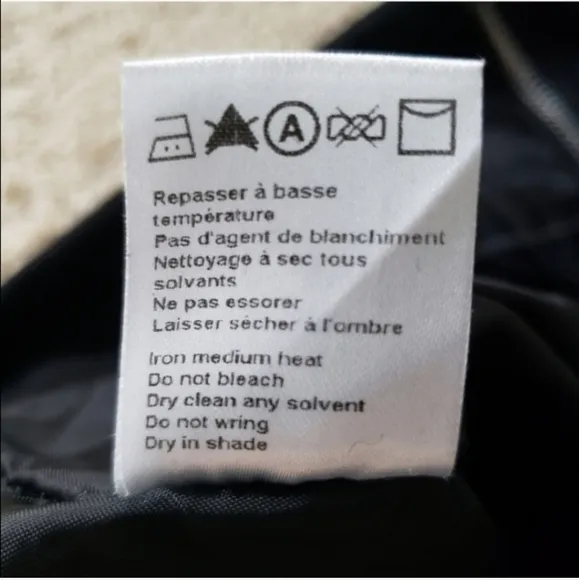 A
Repasser à basse
température
Pas d'agent de blanchiment
Nettoyage à sec tous
solvants
Ne pas essorer
Laisser sécher à l'ombre
Iron medium heat
Do not bleach
Dry clean any solvent
Do not wring
Dry in shade